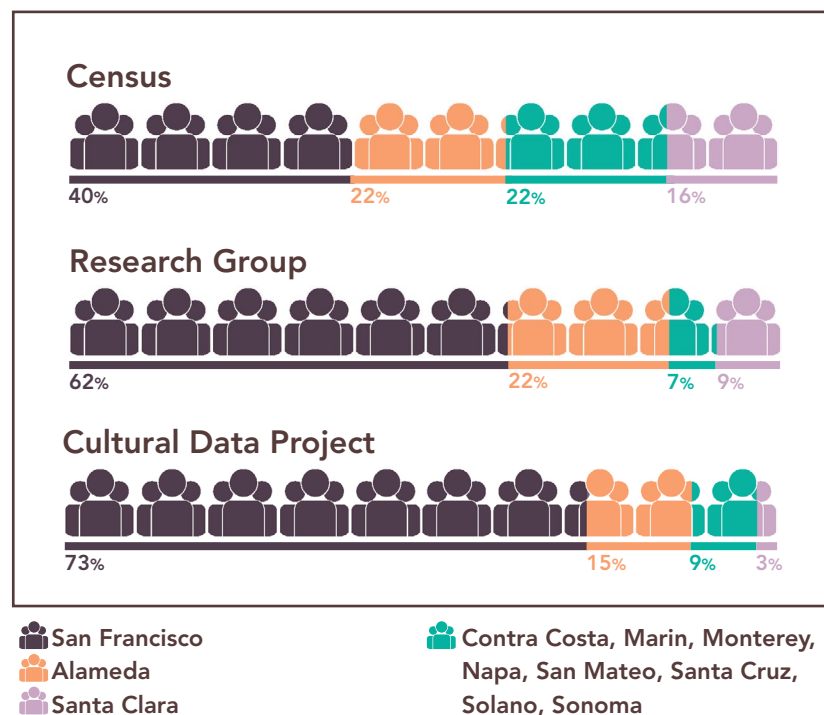 Census
40% 22% 22% 16%
Research Group
62% 22% 7% 9%
Cultural Data Project
73% 15% 9% 3%
San Francisco
Alameda
Santa Clara
Contra Costa, Marin, Monterey,
Napa, San Mateo, Santa Cruz,
Solano, Sonoma